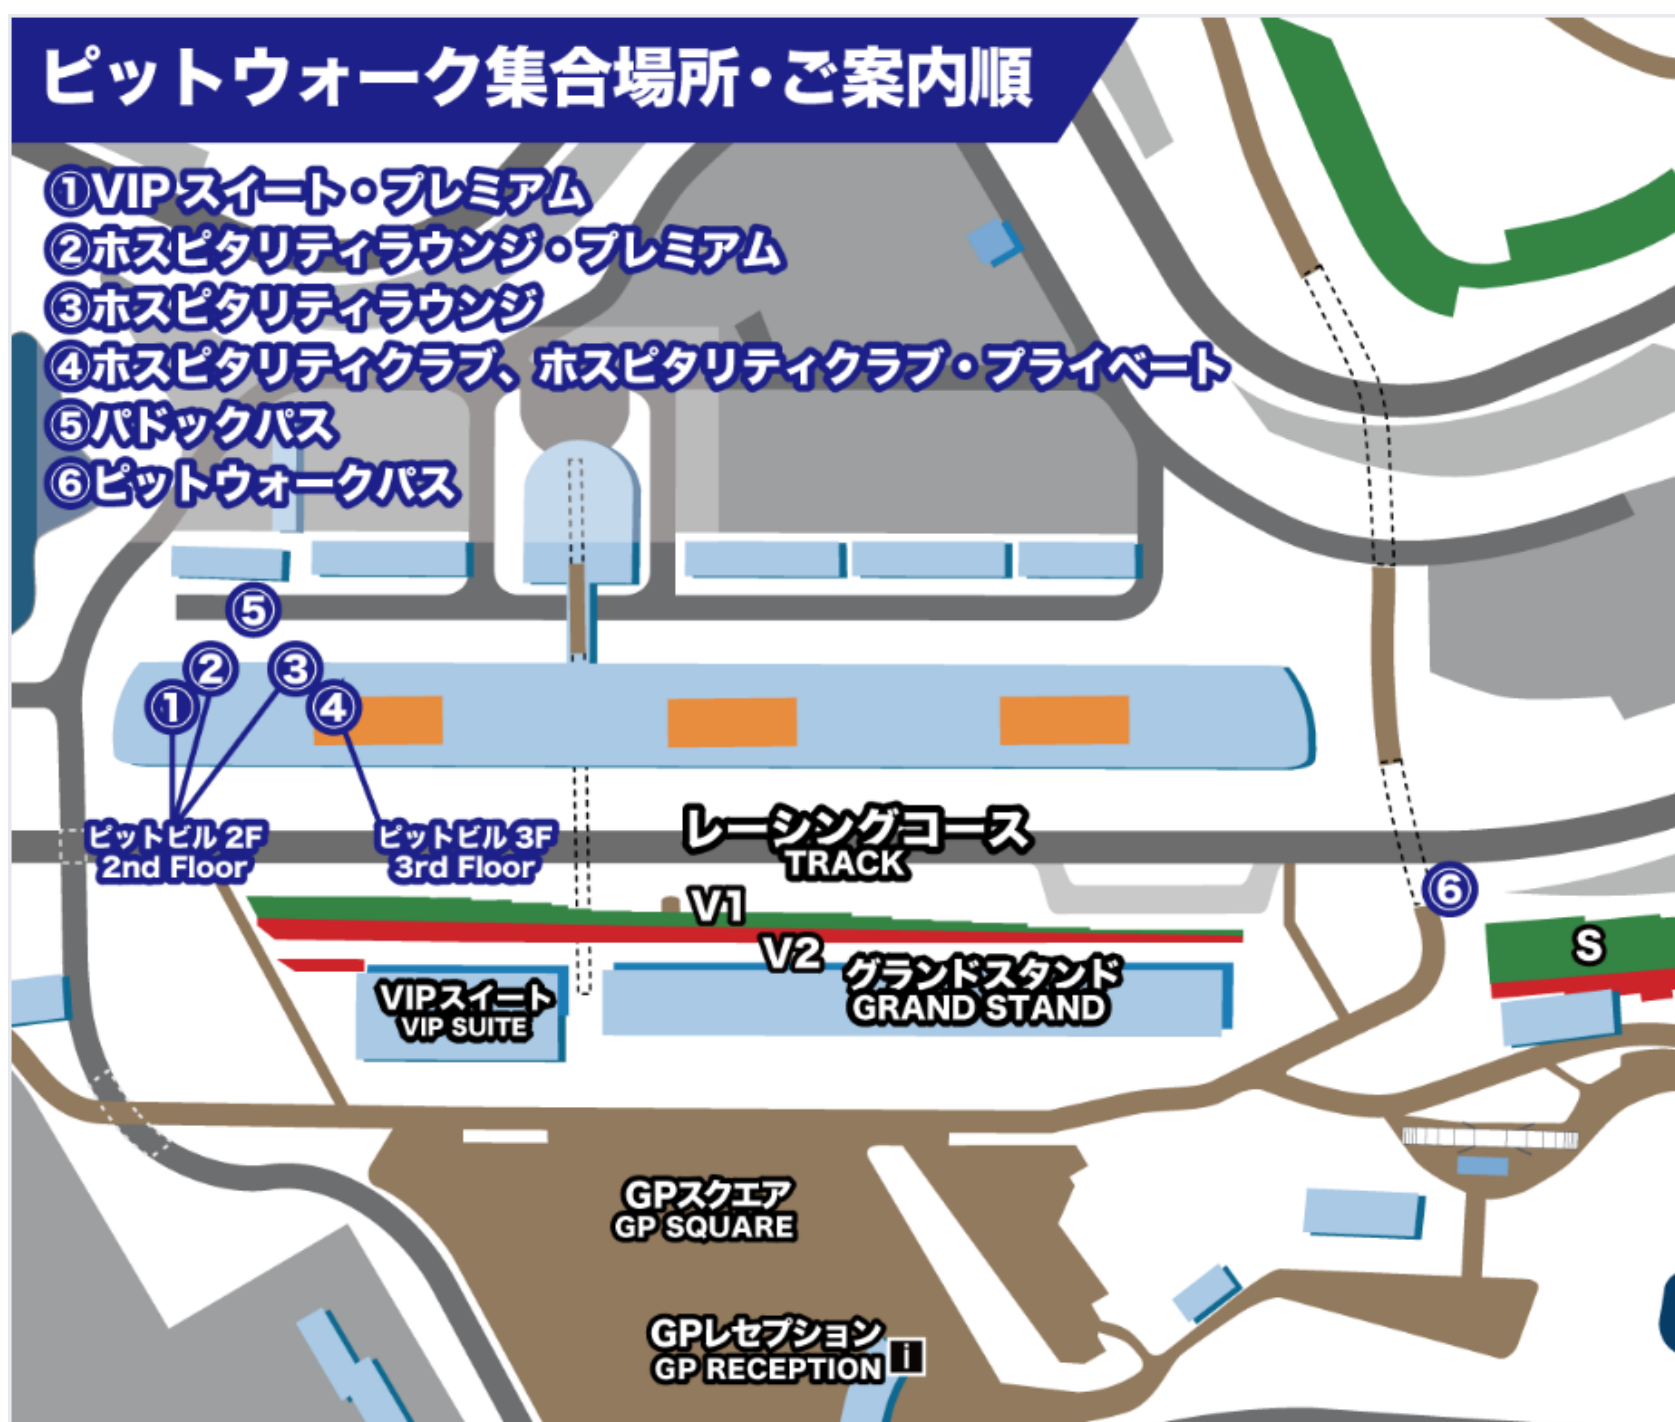 ピットウォーク集合場所・ご案内順
①VIPスイート・プレミアム
②ホスピタリティラウンジ・プレミアム
③ホスピタリティラウンジ
④ホスピタリティクラブ、ホスピタリティクラブ・プライベート
⑤パドックパス
⑥ピットウォークパス
⑤
②
③
①
④
ピットビル 2F
2nd Floor
ピットビル 3F
3rd Floor
レーシングコース
TRACK
⑥
V1
V2
S
グランドスタンド
GRAND STAND
VIPスイート
VIP SUITE
GPスクエア
GP SQUARE
GPレセプション
GP RECEPTION
i